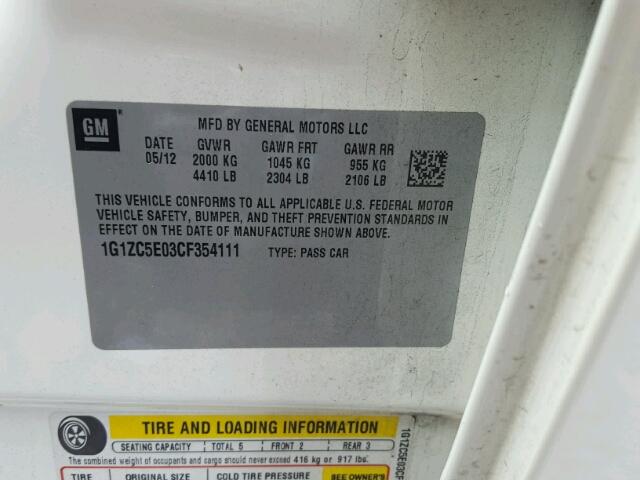 GM
MFD BY GENERAL MOTORS LLC
DATE GVWR GAWR FRT GAWR RR
05/12 2000 KG 1045 KG 955 KG
4410 LB 2304 LB 2106 LB
THIS VEHICLE CONFORMS TO ALL APPLICABLE U.S. FEDERAL MOTOR
VEHICLE SAFETY, BUMPER, AND THEFT PREVENTION STANDARDS IN
EFFECT ON THE DATE OF MANUFACTURE SHOWN ABOVE.
1G1ZC5E03CF354111 TYPE: PASS CAR
TIRE AND LOADING INFORMATION
SEATING CAPACITY TOTAL 5 FRONT 2 REAR 3
The combined weight of occupants and cargo should never exceed 416 kg or 917 lbs.
TIRE ORIGINAL SIZE COLD TIRE PRESSURE SEE OWNER'S
1G1ZC5E03CF